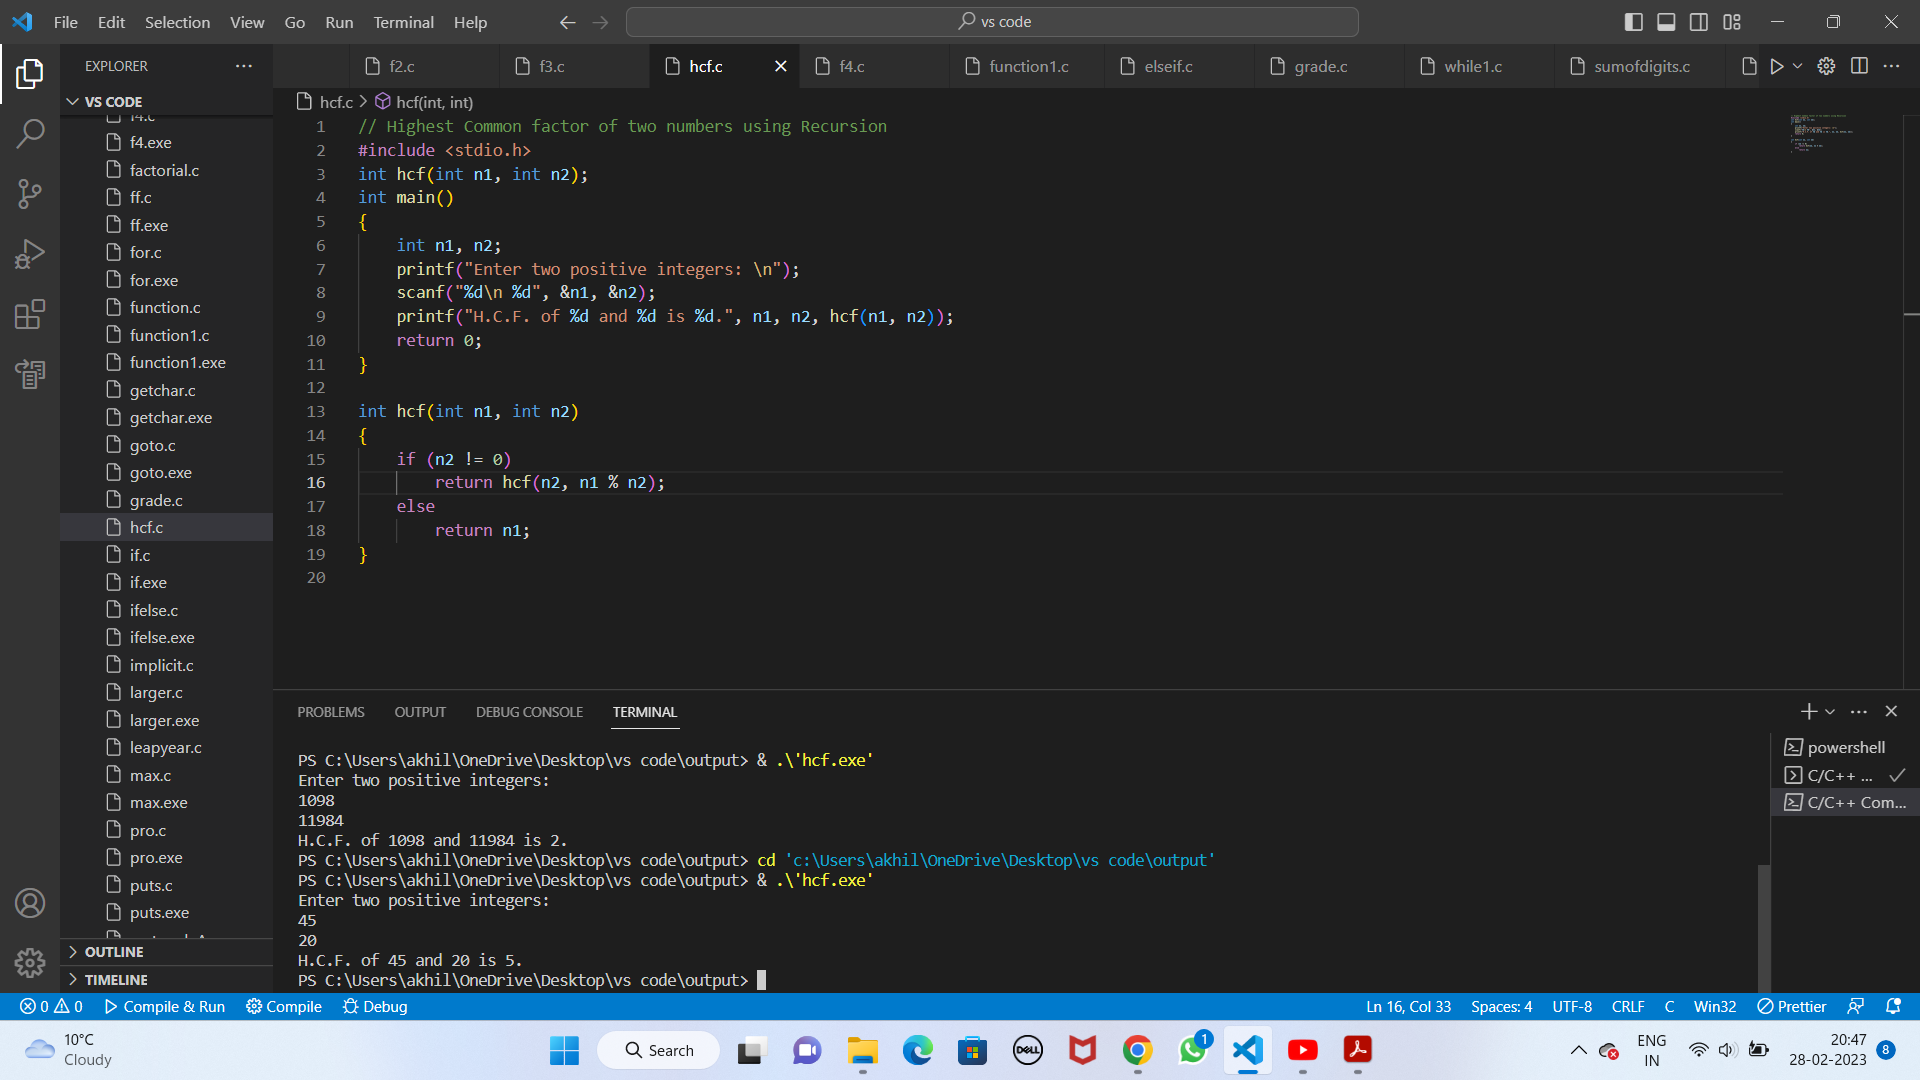 File Edit Selection View Go Run Terminal Help
vs code
EXPLORER
f2.c f3.c hcf.c f4.c function1.c elseif.c grade.c while1.c sumofdigits.c
VS CODE
f4.c
f4.exe
factorial.c
ff.c
ff.exe
for.c
for.exe
function.c
function1.c
function1.exe
getchar.c
getchar.exe
goto.c
goto.exe
grade.c
hcf.c
if.c
if.exe
ifelse.c
ifelse.exe
implicit.c
larger.c
larger.exe
leapyear.c
max.c
max.exe
pro.c
pro.exe
puts.c
puts.exe
OUTLINE
TIMELINE
hcf.c > hcf(int, int)
1 // Highest Common factor of two numbers using Recursion
2 #include <stdio.h>
3 int hcf(int n1, int n2);
4 int main()
5 {
6 int n1, n2;
7 printf("Enter two positive integers: \n");
8 scanf("%d\n %d", &n1, &n2);
9 printf("H.C.F. of %d and %d is %d.", n1, n2, hcf(n1, n2));
10 return 0;
11 }
12
13 int hcf(int n1, int n2)
14 {
15 if (n2 != 0)
16 return hcf(n2, n1 % n2);
17 else
18 return n1;
19 }
20
PROBLEMS OUTPUT DEBUG CONSOLE TERMINAL
PS C:\Users\akhil\OneDrive\Desktop\vs code\output> & .\'hcf.exe'
Enter two positive integers:
1098
11984
H.C.F. of 1098 and 11984 is 2.
PS C:\Users\akhil\OneDrive\Desktop\vs code\output> cd 'c:\Users\akhil\OneDrive\Desktop\vs code\output'
PS C:\Users\akhil\OneDrive\Desktop\vs code\output> & .\'hcf.exe'
Enter two positive integers:
45
20
H.C.F. of 45 and 20 is 5.
PS C:\Users\akhil\OneDrive\Desktop\vs code\output>
powershell
C/C++ ...
C/C++ Com...
0 0 Compile & Run Compile Debug
Ln 16, Col 33 Spaces: 4 UTF-8 CRLF C Win32 Prettier
10°C
Cloudy
Search
DELL
1
ENG
IN
20:47
28-02-2023
8